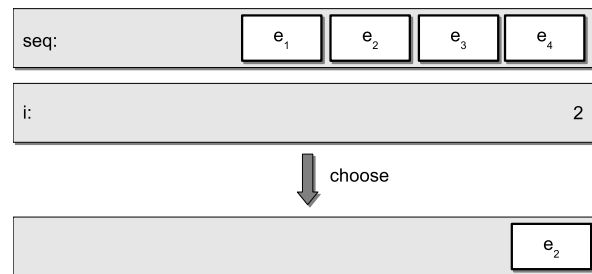 seq: e₁ e₂ e₃ e₄
i: 2
choose
e₂